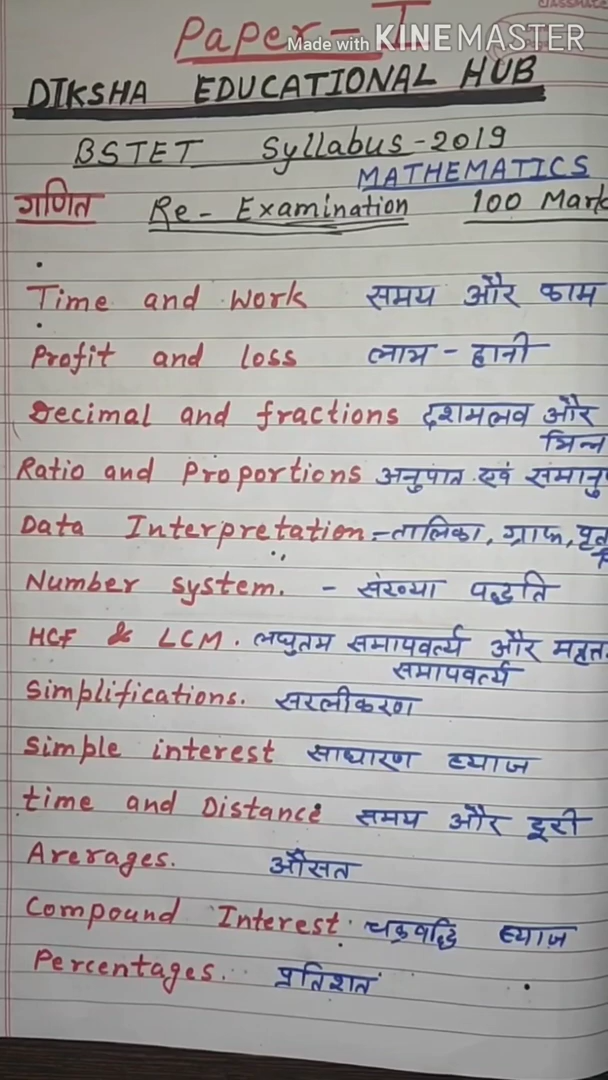 CLASSMATE
Paper - I
Made with KINEMASTER
DIKSHA EDUCATIONAL HUB
BSTET Syllabus - 2019
MATHEMATICS
गणित Re - Examination 100 Mark
Time and Work समय और काम
Profit and loss लाभ - हानी
Decimal and fractions दशमलव और
भिन्न
Ratio and Proportions अनुपात एवं समानु
Data Interpretation - तालिका, ग्राफ,
Number system. - संख्या पद्धति
HCF & LCM. लघुतम समापवर्त्य और महत्त
समापवर्त्य
Simplifications. सरलीकरण
Simple interest साधारण ब्याज
time and Distance समय और दूरी
Averages. औसत
Compound Interest चक्रवृद्धि ब्याज
Percentages. प्रतिशत